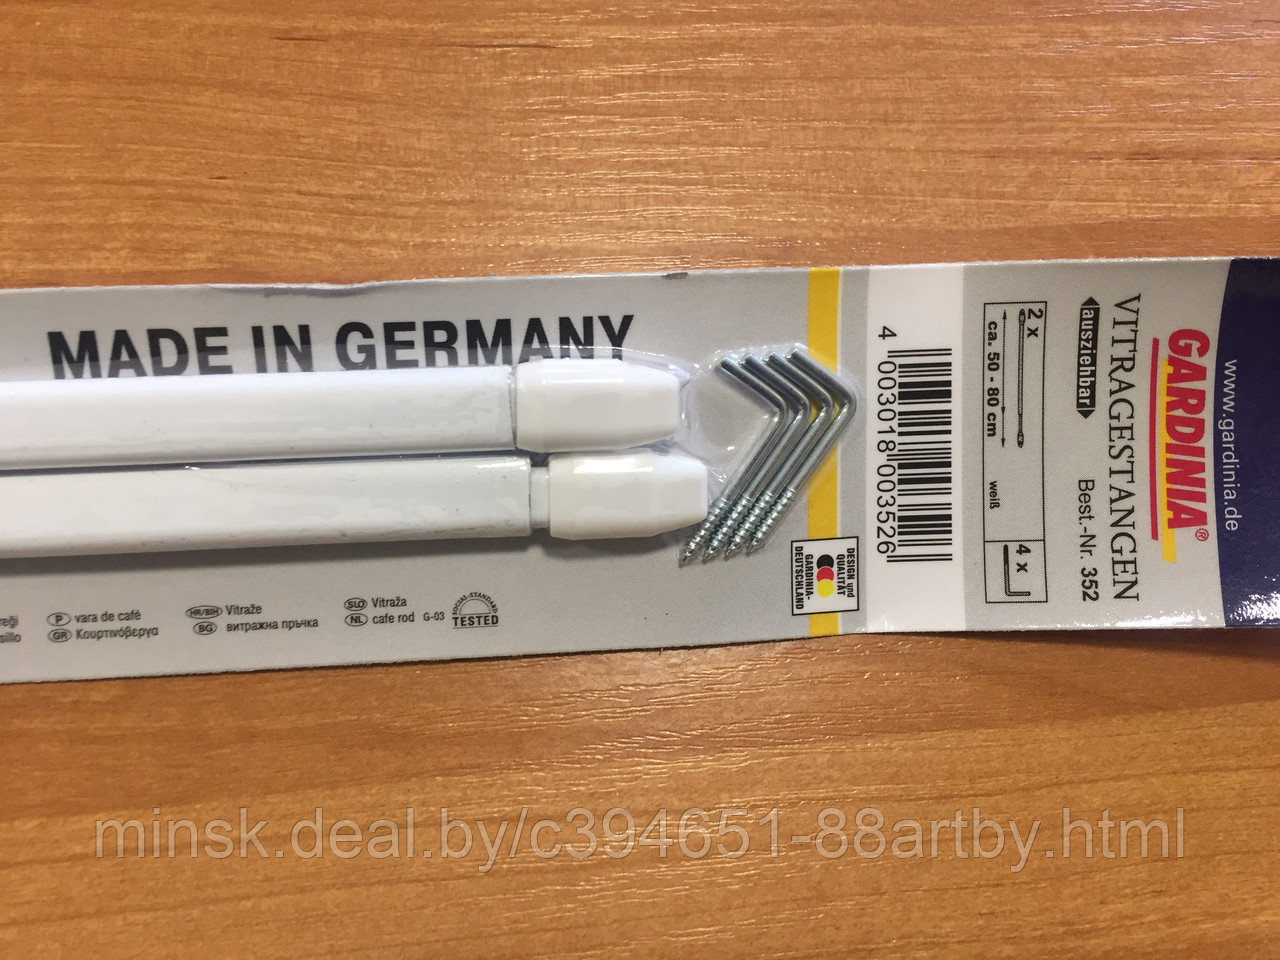 MADE IN GERMANY
www.gardinia.de
GARDINIA®
VITRAGESTANGEN
ausziehbar
Best.-Nr. 352
2 x
ca. 50 - 80 cm
weiß
4 x
4 003018 003526
DESIGN und
QUALITÄT
GARDINIA-
DEUTSCHLAND
P vara de café
GR Κουρτινόβεργα
HR/BIH Vitraže
BG витражна пръчка
SLO Vitraža
NL cafe rod
G-03
SOCIAL-STANDARD
TESTED
minsk.deal.by/c394651-88artby.html